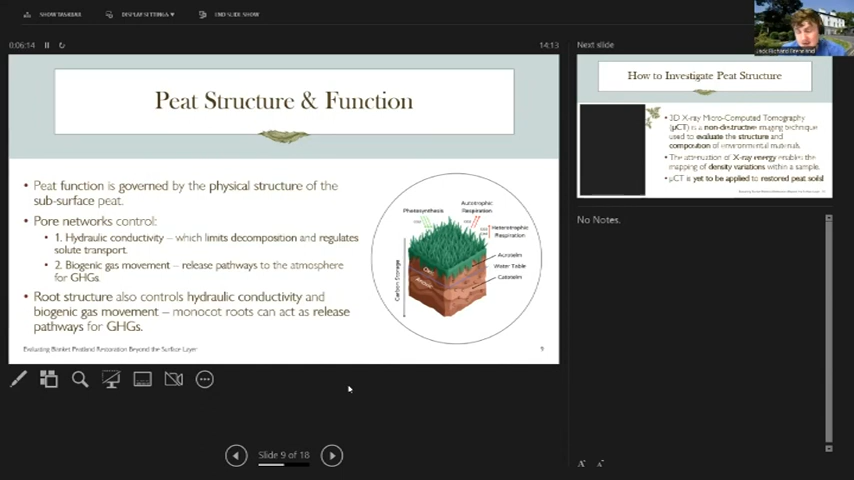 SHOW TASKBAR
DISPLAY SETTINGS
END SLIDE SHOW
0:06:14
14:13
Peat Structure & Function
• Peat function is governed by the physical structure of the
sub-surface peat.
• Pore networks control:
• 1. Hydraulic conductivity – which limits decomposition and regulates
solute transport.
• 2. Biogenic gas movement – release pathways to the atmosphere
for GHGs.
• Root structure also controls hydraulic conductivity and
biogenic gas movement – monocot roots can act as release
pathways for GHGs.
Photosynthesis
Autotrophic
Respiration
Heterotrophic
Respiration
Acrotelm
Water Table
Catotelm
Carbon Storage
Evaluating Blanket Peatland Restoration Beyond the Surface Layer
9
Slide 9 of 18
Next slide
How to Investigate Peat Structure
• 3D X-ray Micro-Computed Tomography
(μCT) is a non-destructive imaging technique
used to evaluate the structure and
composition of environmental materials.
• The attenuation of X-ray energy enables the
mapping of density variations within a sample.
• μCT is yet to be applied to restored peat soils!
No Notes.
Jack Richard